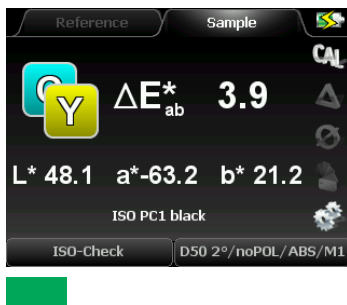 Reference Sample
CAL
C
Y
ΔE*ab 3.9
L* 48.1 a*-63.2 b* 21.2
ISO PC1 black
ISO-Check D50 2°/noPOL/ABS/M1